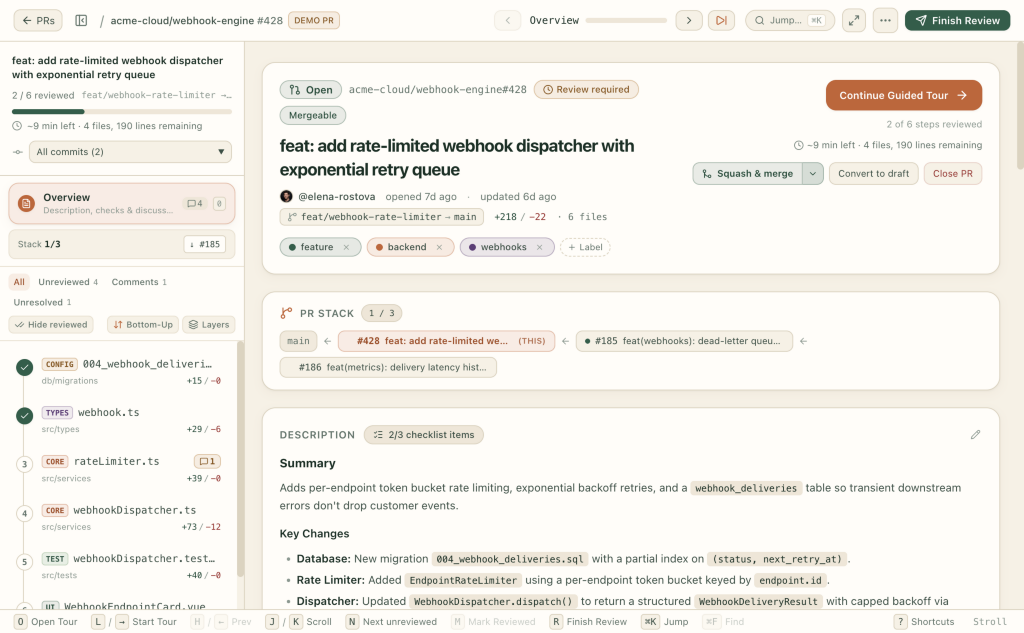 ← PRs / acme-cloud/webhook-engine #428 DEMO PR Overview Jump... ⌘K ... Finish Review
feat: add rate-limited webhook dispatcher
with exponential retry queue
2 / 6 reviewed feat/webhook-rate-limiter →…
~9 min left · 4 files, 190 lines remaining
All commits (2) ▼
Overview
Description, checks & discuss... 4 @
Stack 1/3 ↓ #185
All Unreviewed 4 Comments 1
Unresolved 1
Hide reviewed Bottom-Up Layers
CONFIG 004_webhook_deliveri…
db/migrations +15 / −0
TYPES webhook.ts
src/types +29 / −6
3 CORE rateLimiter.ts 1
src/services +39 / −0
4 CORE webhookDispatcher.ts
src/services +73 / −12
5 TEST webhookDispatcher.test…
src/tests +40 / −0
6 UI WebhookEndpointCard.vue
Open acme-cloud/webhook-engine#428 Review required
Mergeable
feat: add rate-limited webhook dispatcher with
exponential retry queue
@elena-rostova opened 7d ago · updated 6d ago
feat/webhook-rate-limiter → main +218 / −22 · 6 files
feature × backend × webhooks × + Label
Continue Guided Tour →
2 of 6 steps reviewed
~9 min left · 4 files, 190 lines remaining
Squash & merge Convert to draft Close PR
PR STACK 1 / 3
main ← #428 feat: add rate-limited we... (THIS) ← #185 feat(webhooks): dead-letter queu... ←
#186 feat(metrics): delivery latency hist...
DESCRIPTION 2/3 checklist items
Summary
Adds per-endpoint token bucket rate limiting, exponential backoff retries, and a webhook_deliveries table so transient downstream
errors don't drop customer events.
Key Changes
• Database: New migration 004_webhook_deliveries.sql with a partial index on (status, next_retry_at).
• Rate Limiter: Added EndpointRateLimiter using a per-endpoint token bucket keyed by endpoint.id.
• Dispatcher: Updated WebhookDispatcher.dispatch() to return a structured WebhookDeliveryResult with capped backoff via
O Open Tour L / → Start Tour H / ← Prev J / K Scroll N Next unreviewed M Mark Reviewed R Finish Review ⌘K Jump ⌘F Find ? Shortcuts Scroll